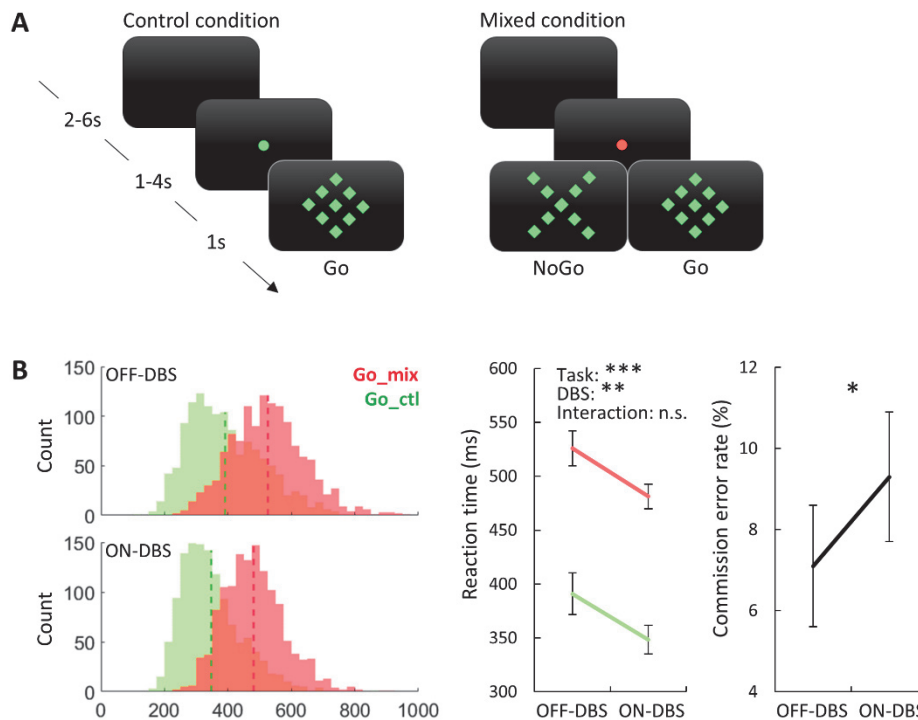 A
Control condition
Mixed condition
2-6s
1-4s
1s
Go
NoGo
Go
B
150
100
50
0
Count
OFF-DBS
Go_mix
Go_ctl
150
100
50
0
Count
ON-DBS
0
200
400
600
800
1000
600
550
500
450
400
350
300
Reaction time (ms)
Task: ***
DBS: **
Interaction: n.s.
OFF-DBS
ON-DBS
12
10
8
6
4
Commission error rate (%)
*
OFF-DBS
ON-DBS